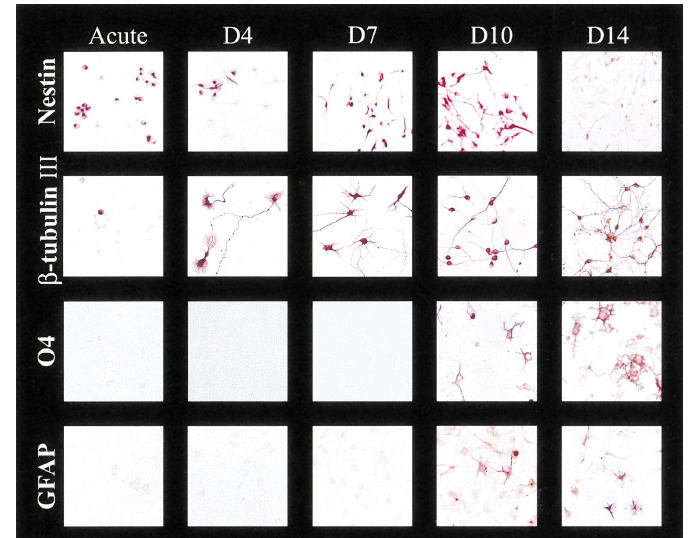 Acute D4 D7 D10 D14
Nestin
β-tubulin III
O4
GFAP